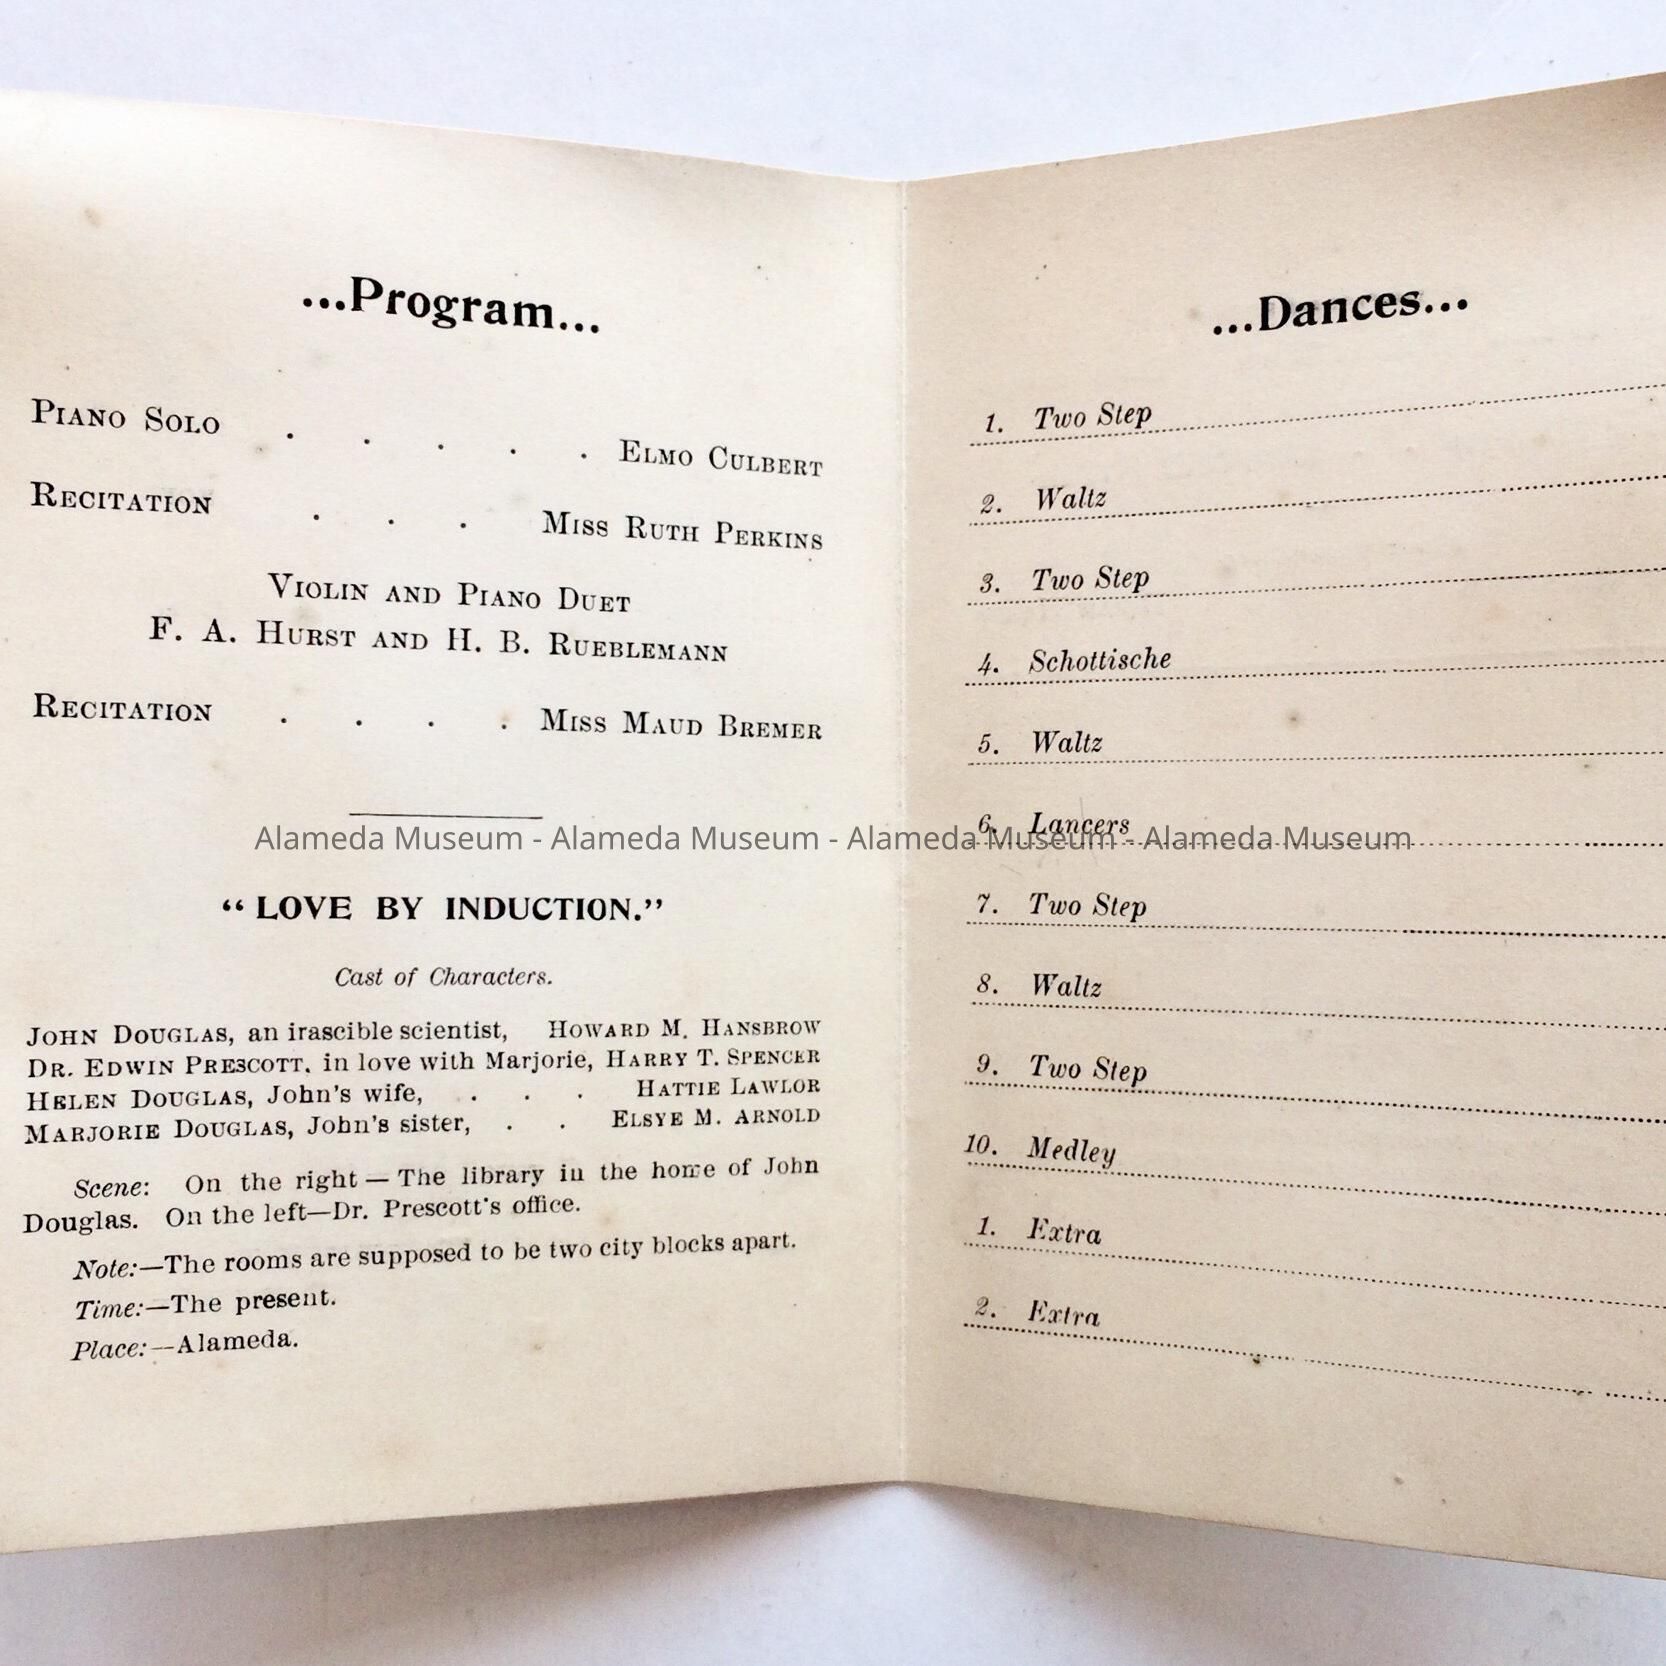 ...Program...
PIANO SOLO . . . . . ELMO CULBERT
RECITATION . . . MISS RUTH PERKINS
VIOLIN AND PIANO DUET
F. A. HURST AND H. B. RUEBLEMANN
RECITATION . . . . MISS MAUD BREMER
"LOVE BY INDUCTION."
Cast of Characters.
JOHN DOUGLAS, an irascible scientist, HOWARD M. HANSBROW
DR. EDWIN PRESCOTT, in love with Marjorie, HARRY T. SPENCER
HELEN DOUGLAS, John's wife, . . . HATTIE LAWLOR
MARJORIE DOUGLAS, John's sister, . . ELSYE M. ARNOLD
Scene: On the right — The library in the home of John
Douglas. On the left—Dr. Prescott's office.
Note:—The rooms are supposed to be two city blocks apart.
Time:—The present.
Place:—Alameda.
...Dances...
1. Two Step
2. Waltz
3. Two Step
4. Schottische
5. Waltz
6. Lancers
7. Two Step
8. Waltz
9. Two Step
10. Medley
1. Extra
2. Extra
Alameda Museum - Alameda Museum - Alameda Museum - Alameda Museum